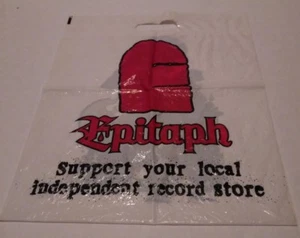 Epitaph
Support your local
independent record store